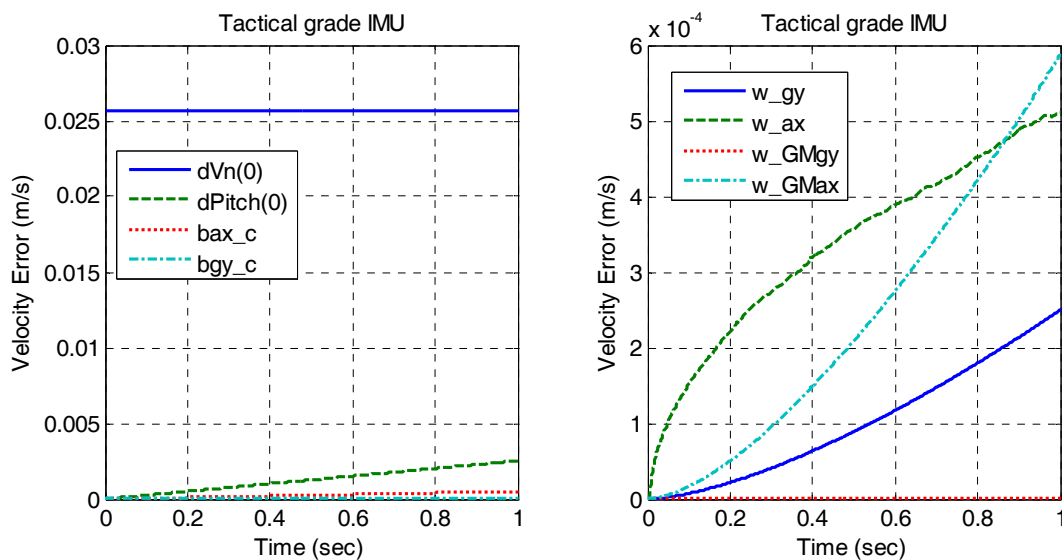 Tactical grade IMU
0.03
0.025
0.02
0.015
0.01
0.005
0
Velocity Error (m/s)
dVn(0)
dPitch(0)
bax_c
bgy_c
0 0.2 0.4 0.6 0.8 1
Time (sec)
Tactical grade IMU
x 10⁻⁴
6
5
4
3
2
1
0
Velocity Error (m/s)
w_gy
w_ax
w_GMgy
w_GMax
0 0.2 0.4 0.6 0.8 1
Time (sec)